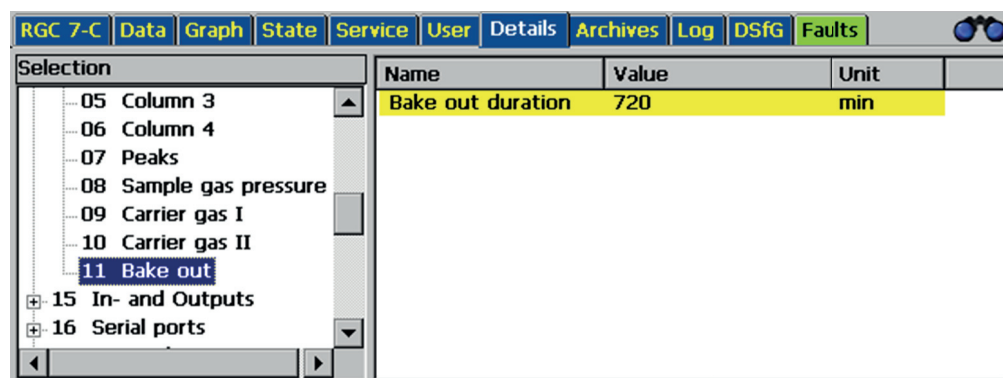 RGC 7-C Data Graph State Service User Details Archives Log DSfG Faults
Selection
05 Column 3
06 Column 4
07 Peaks
08 Sample gas pressure
09 Carrier gas I
10 Carrier gas II
11 Bake out
15 In- and Outputs
16 Serial ports
Name Value Unit
Bake out duration 720 min